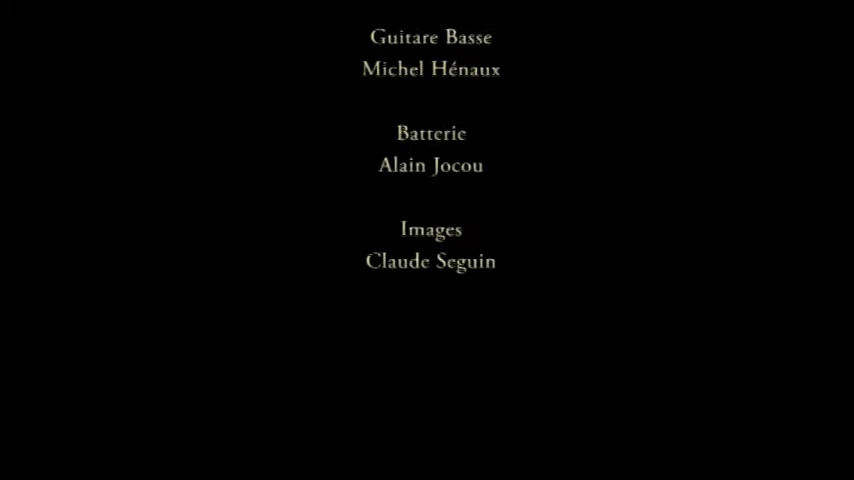 Guitare Basse
Michel Hénaux
Batterie
Alain Jocou
Images
Claude Seguin